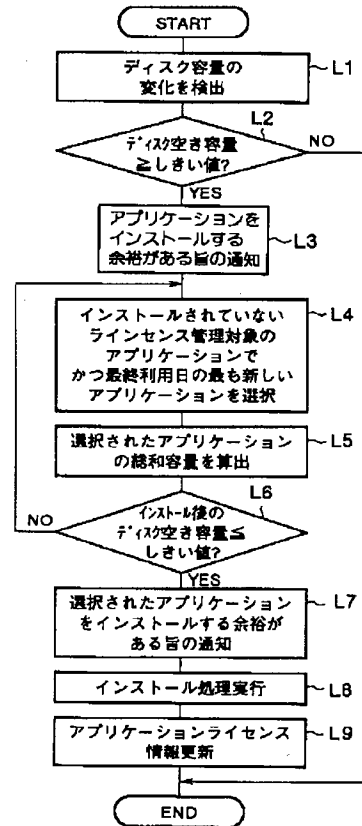 START
ディスク容量の
変化を検出
L1
L2
ディスク空き容量
≧しきい値?
NO
YES
アプリケーションを
インストールする
余裕がある旨の通知
L3
インストールされていない
ラインセンス管理対象の
アプリケーションで
かつ最終利用日の最も新しい
アプリケーションを選択
L4
選択されたアプリケーション
の総和容量を算出
L5
L6
インストール後の
ディスク空き容量≦
しきい値?
NO
YES
選択されたアプリケーション
をインストールする余裕が
ある旨の通知
L7
インストール処理実行
L8
アプリケーションライセンス
情報更新
L9
END